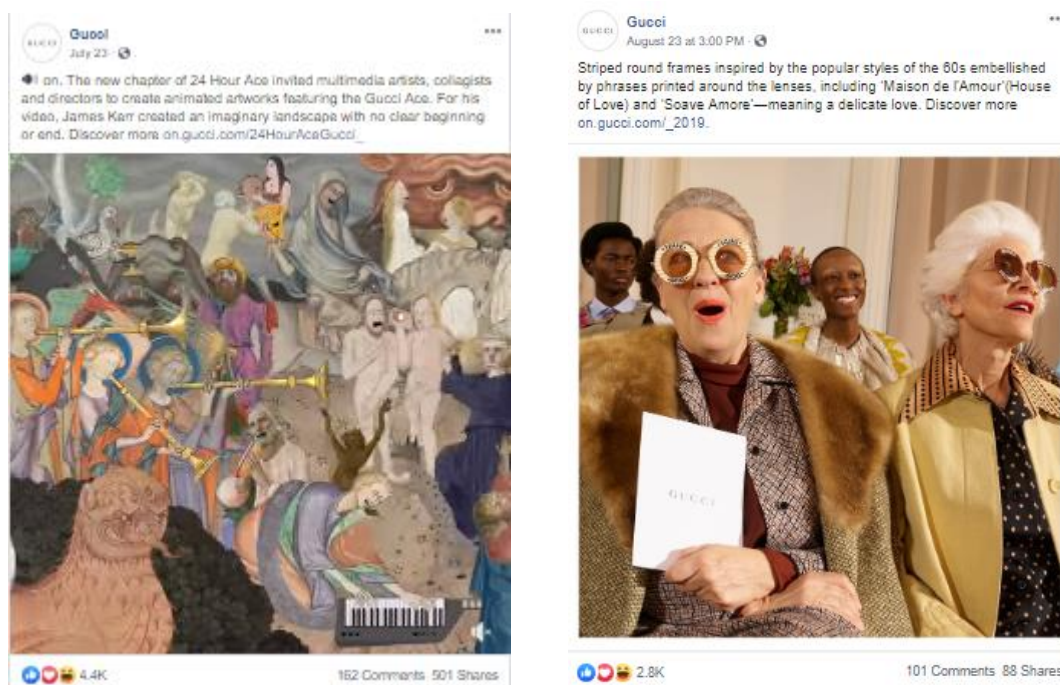 GUCCI
Gucci
July 23 ·
on. The new chapter of 24 Hour Ace invited multimedia artists, collagists
and directors to create animated artworks featuring the Gucci Ace. For his
video, James Kerr created an imaginary landscape with no clear beginning
or end. Discover more on.gucci.com/24HourAceGucci_
4.4K
162 Comments 501 Shares
GUCCI
Gucci
August 23 at 3:00 PM ·
Striped round frames inspired by the popular styles of the 60s embellished
by phrases printed around the lenses, including 'Maison de l'Amour'(House
of Love) and 'Soave Amore'—meaning a delicate love. Discover more
on.gucci.com/_2019.
GUCCI
2.8K
101 Comments 88 Shares